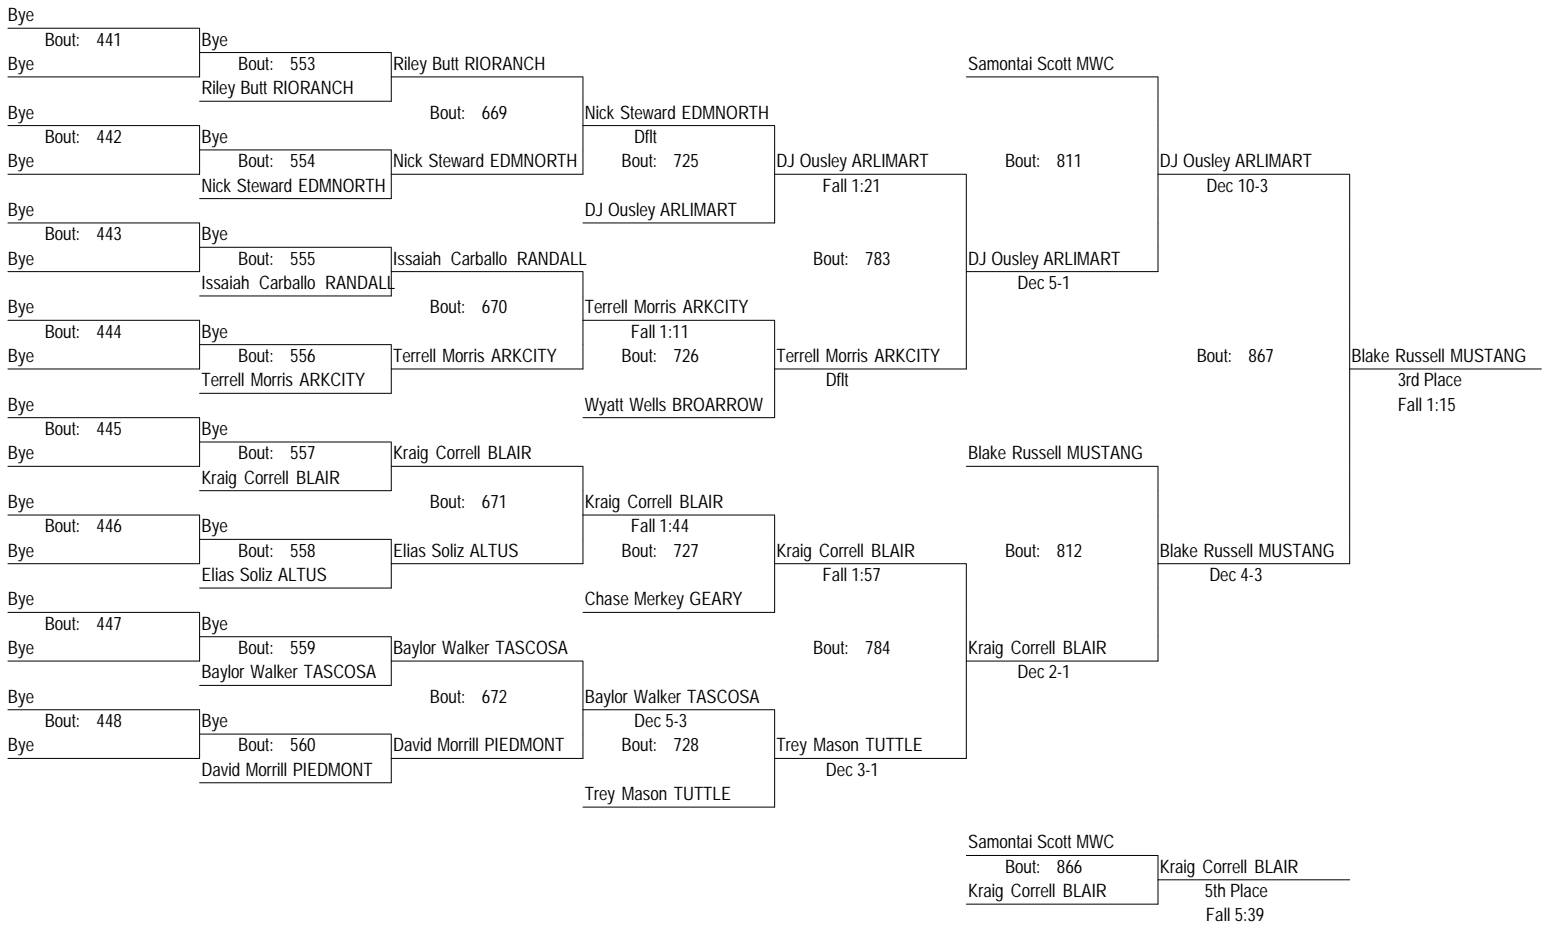 Bye
Bout: 441
Bye
Bye
Bout: 553
Riley Butt RIORANCH
Bye
Bout: 442
Bye
Bye
Bout: 554
Nick Steward EDMNORTH
Bye
Bout: 443
Bye
Bye
Bout: 555
Issaiah Carballo RANDALL
Bye
Bout: 444
Bye
Bye
Bout: 556
Terrell Morris ARKCITY
Bye
Bout: 445
Bye
Bye
Bout: 557
Kraig Correll BLAIR
Bye
Bout: 446
Bye
Bye
Bout: 558
Elias Soliz ALTUS
Bye
Bout: 447
Bye
Bye
Bout: 559
Baylor Walker TASCOSA
Bye
Bout: 448
Bye
Bye
Bout: 560
David Morrill PIEDMONT
Riley Butt RIORANCH
Bout: 669
Nick Steward EDMNORTH
Issaiah Carballo RANDALL
Bout: 670
Terrell Morris ARKCITY
Kraig Correll BLAIR
Bout: 671
Elias Soliz ALTUS
Baylor Walker TASCOSA
Bout: 672
David Morrill PIEDMONT
Nick Steward EDMNORTH
Dflt
Bout: 725
DJ Ousley ARLIMART
Terrell Morris ARKCITY
Fall 1:11
Bout: 726
Wyatt Wells BROARROW
Kraig Correll BLAIR
Fall 1:44
Bout: 727
Chase Merkey GEARY
Baylor Walker TASCOSA
Dec 5-3
Bout: 728
Trey Mason TUTTLE
DJ Ousley ARLIMART
Fall 1:21
Bout: 783
Terrell Morris ARKCITY
Dflt
Kraig Correll BLAIR
Fall 1:57
Bout: 784
Trey Mason TUTTLE
Dec 3-1
Samontai Scott MWC
Bout: 811
DJ Ousley ARLIMART
Dec 5-1
Blake Russell MUSTANG
Bout: 812
Kraig Correll BLAIR
Dec 2-1
DJ Ousley ARLIMART
Dec 10-3
Bout: 867
Blake Russell MUSTANG
Dec 4-3
Blake Russell MUSTANG
3rd Place
Fall 1:15
Samontai Scott MWC
Bout: 866
Kraig Correll BLAIR
Kraig Correll BLAIR
5th Place
Fall 5:39